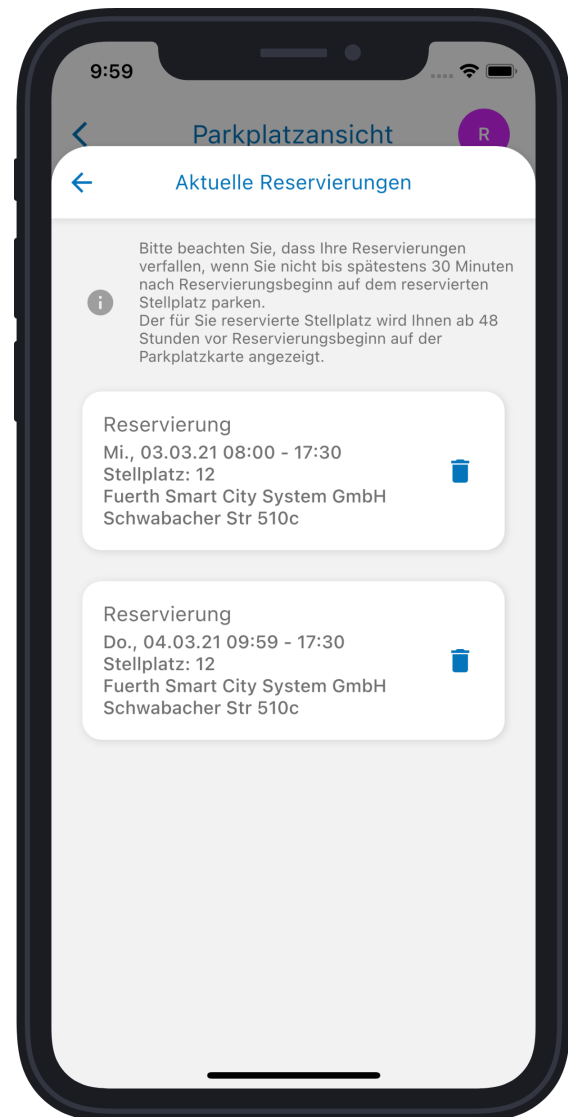 9:59
Parkplatzansicht
R
Aktuelle Reservierungen
Bitte beachten Sie, dass Ihre Reservierungen
verfallen, wenn Sie nicht bis spätestens 30 Minuten
nach Reservierungsbeginn auf dem reservierten
Stellplatz parken.
Der für Sie reservierte Stellplatz wird Ihnen ab 48
Stunden vor Reservierungsbeginn auf der
Parkplatzkarte angezeigt.
Reservierung
Mi., 03.03.21 08:00 - 17:30
Stellplatz: 12
Fuerth Smart City System GmbH
Schwabacher Str 510c
Reservierung
Do., 04.03.21 09:59 - 17:30
Stellplatz: 12
Fuerth Smart City System GmbH
Schwabacher Str 510c